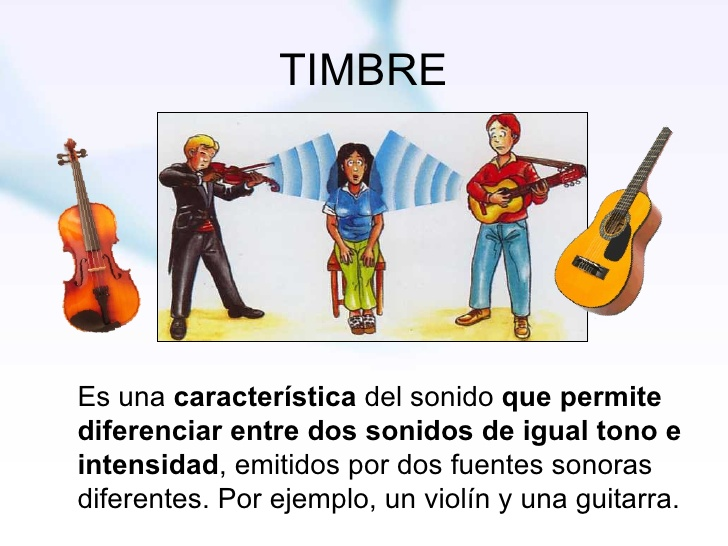 TIMBRE
Es una característica del sonido que permite
diferenciar entre dos sonidos de igual tono e
intensidad, emitidos por dos fuentes sonoras
diferentes. Por ejemplo, un violín y una guitarra.